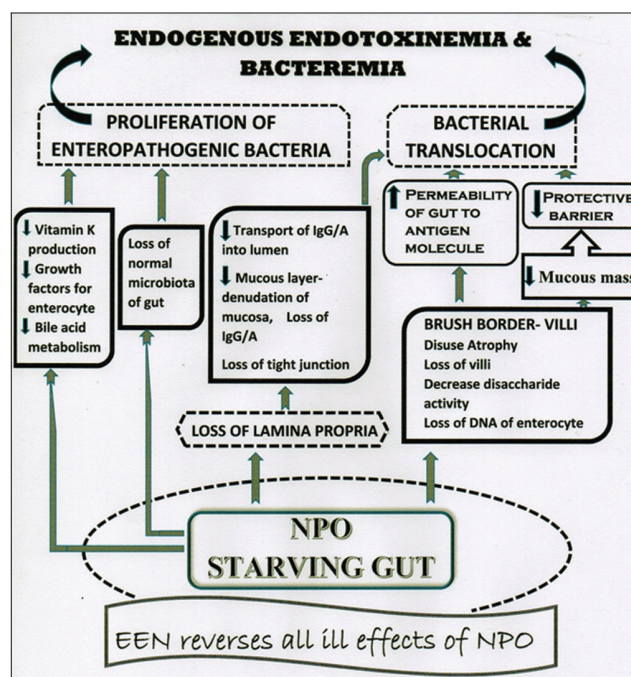 ENDOGENOUS ENDOTOXINEMIA &
BACTEREMIA
PROLIFERATION OF
ENTEROPATHOGENIC BACTERIA
BACTERIAL
TRANSLOCATION
Vitamin K
production
Growth
factors for
enterocyte
Bile acid
metabolism
Loss of
normal
microbiota
of gut
Transport of IgG/A
into lumen
Mucous layer-
denudation of
mucosa, Loss of
IgG/A
Loss of tight junction
PERMEABILITY
OF GUT TO
ANTIGEN
MOLECULE
PROTECTIVE
BARRIER
Mucous mass
BRUSH BORDER- VILLI
Disuse Atrophy
Loss of villi
Decrease disaccharide
activity
Loss of DNA of enterocyte
LOSS OF LAMINA PROPRIA
NPO
STARVING GUT
EEN reverses all ill effects of NPO